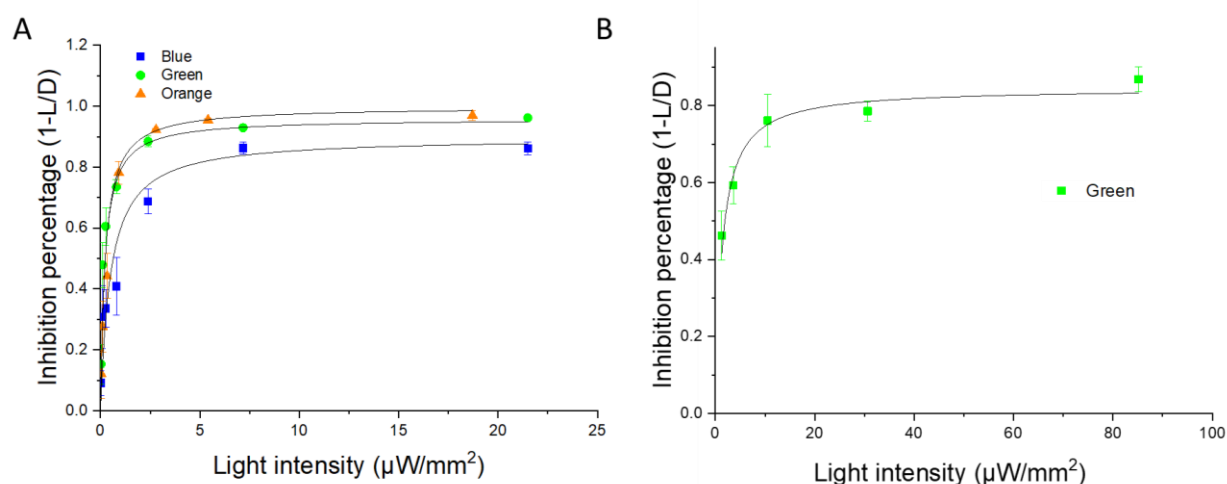 A
Inhibition percentage (1-L/D)
1.2
1.0
0.8
0.6
0.4
0.2
0.0
Blue
Green
Orange
0 5 10 15 20 25
Light intensity (µW/mm²)
B
Inhibition percentage (1-L/D)
0.8
0.6
0.4
0.2
0.0
Green
0 20 40 60 80 100
Light intensity (µW/mm²)